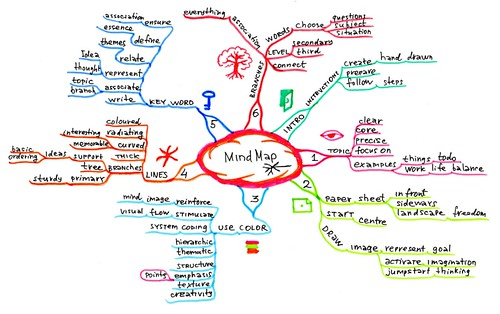 Mind Map
1
TOPIC
clear
core
precise
focus on
examples
things todo
work life balance
2
PAPER sheet
in front
sideways
landscape freedom
START
centre
DRAW
image represent goal
activate imagination
jumpstart thinking
3
USE COLOR
mind image reinforce
visual flow stimulate
system coding
hierarchic
thematic
STRUCTURE
Points emphasis
texture
creativity
4
LINES
coloured
interesting radiating
memorable curved
basic ordering ideas support THICK
tree BRANCHES
sturdy primary
5
KEY WORD
association ensure
essence define
themes
Idea relate
thought represent
topic
branch associate
write
6
BRANCHES
everything association
WORDS choose
questions
subject
situation
LEVEL
secondary
third
connect
INTRO
INSTRUCTIONS
create hand drawn
prepare
follow steps